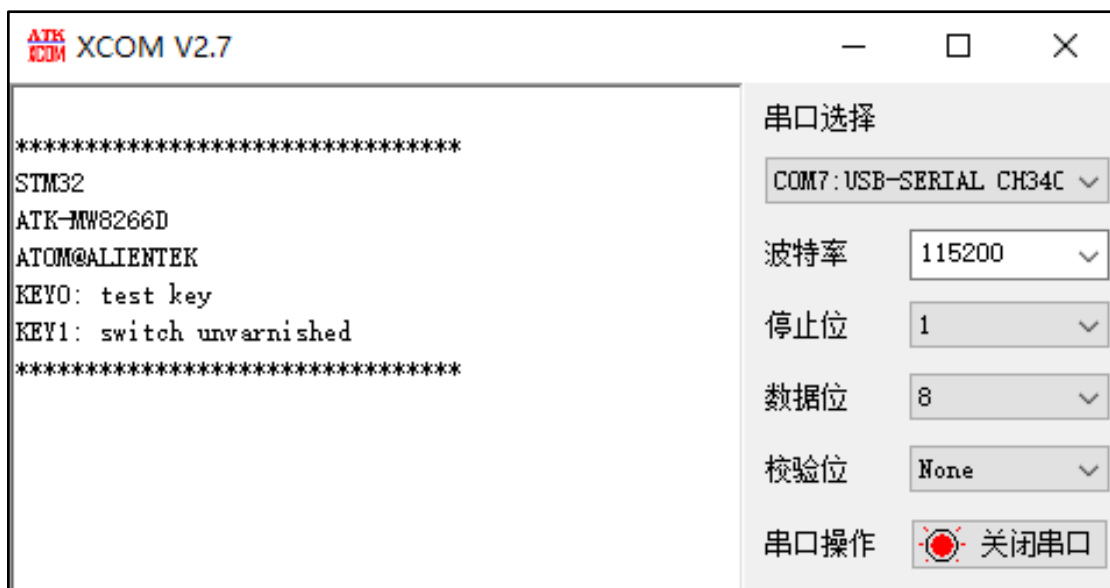 ATK XCOM XCOM V2.7
********************************
STM32
ATK-MW8266D
ATOM@ALIENTEK
KEY0: test key
KEY1: switch unvarnished
********************************
串口选择
COM7:USB-SERIAL CH340
波特率 115200
停止位 1
数据位 8
校验位 None
串口操作 关闭串口